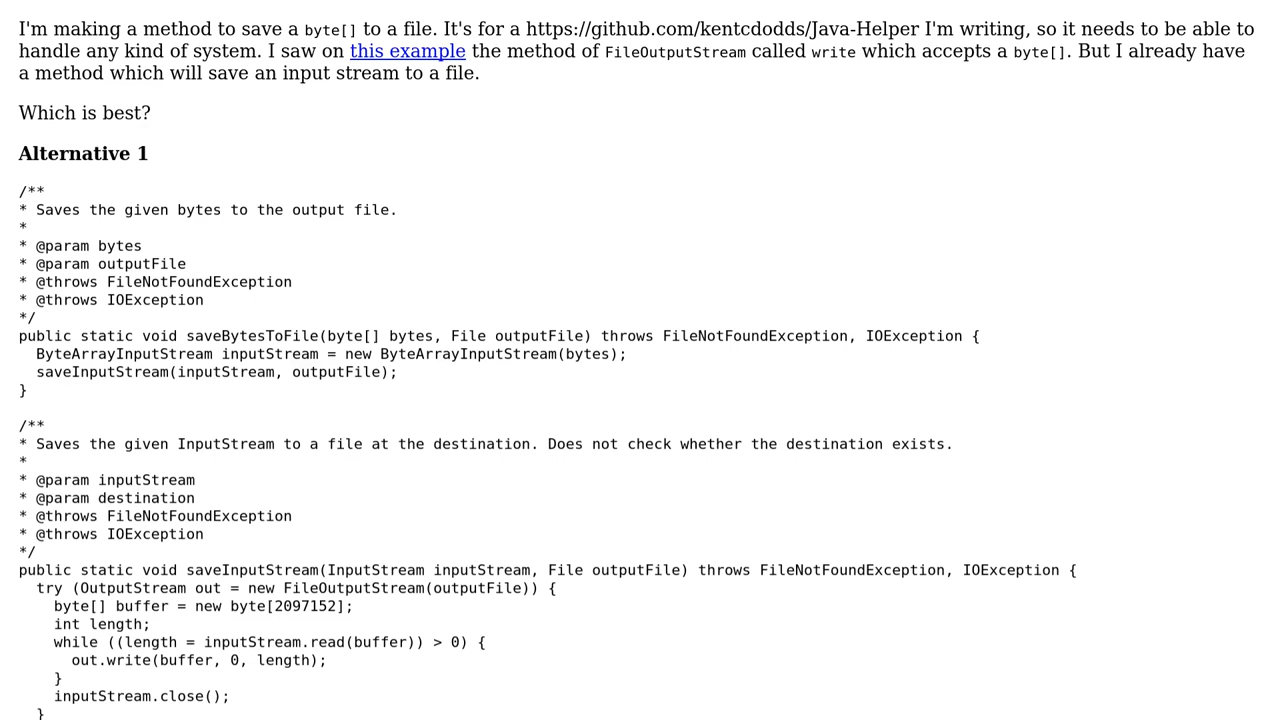 I'm making a method to save a byte[] to a file. It's for a https://github.com/kentcdodds/Java-Helper I'm writing, so it needs to be able to
handle any kind of system. I saw on this example the method of FileOutputStream called write which accepts a byte[]. But I already have
a method which will save an input stream to a file.
Which is best?
Alternative 1
/**
* Saves the given bytes to the output file.
*
* @param bytes
* @param outputFile
* @throws FileNotFoundException
* @throws IOException
*/
public static void saveBytesToFile(byte[] bytes, File outputFile) throws FileNotFoundException, IOException {
  ByteArrayInputStream inputStream = new ByteArrayInputStream(bytes);
  saveInputStream(inputStream, outputFile);
}
/**
* Saves the given InputStream to a file at the destination. Does not check whether the destination exists.
*
* @param inputStream
* @param destination
* @throws FileNotFoundException
* @throws IOException
*/
public static void saveInputStream(InputStream inputStream, File outputFile) throws FileNotFoundException, IOException {
  try (OutputStream out = new FileOutputStream(outputFile)) {
    byte[] buffer = new byte[2097152];
    int length;
    while ((length = inputStream.read(buffer)) > 0) {
      out.write(buffer, 0, length);
    }
    inputStream.close();
  }